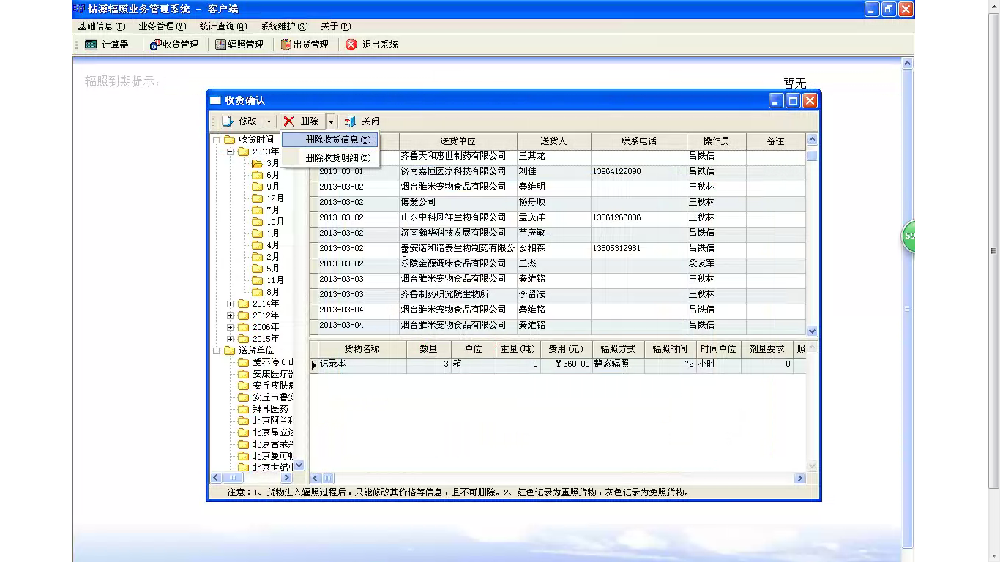 钴源辐照业务管理系统 - 客户端
基础信息(I) 业务管理(M) 统计查询(Q) 系统维护(S) 关于(P)
计算器 收货管理 辐照管理 出货管理 退出系统
辐照到期提示:
暂无
收货确认
修改 删除 关闭
删除收货信息(Y)
删除收货明细(Z)
收货时间
2013年
3月
6月
9月
12月
7月
10月
1月
4月
2月
5月
11月
8月
2014年
2012年
2006年
2015年
送货单位
爱不停(山
安康医疗器
安丘皮肤病
安丘市鲁安
拜耳医药
北京阿兰科
北京昂立达
北京富荣兴
北京曼可顿
北京世纪中
送货单位 送货人 联系电话 操作员 备注
齐鲁天和惠世制药有限公司 王其龙 吕铁信
2013-03-01 济南嘉恒医疗科技有限公司 刘佳 13964122098 吕铁信
2013-03-02 烟台雅米宠物食品有限公司 秦维明 王秋林
2013-03-02 博爱公司 杨舟顺 王秋林
2013-03-02 山东中科凤祥生物有限公司 孟庆洋 13561266086 王秋林
2013-03-02 济南瀚华科技发展有限公司 芦庆敏 吕铁信
2013-03-02 泰安诺和诺泰生物制药有限公司 幺相森 13805312981 吕铁信
2013-03-02 乐陵金源调味食品有限公司 王杰 段友军
2013-03-03 烟台雅米宠物食品有限公司 秦维铭 王秋林
2013-03-03 齐鲁制药研究院生物所 李留法 王秋林
2013-03-04 烟台雅米宠物食品有限公司 秦维铭 吕铁信
2013-03-04 烟台雅米宠物食品有限公司 秦维铭 吕铁信
货物名称 数量 单位 重量(吨) 费用(元) 辐照方式 辐照时间 时间单位 剂量要求 照
记录本 3 箱 0 ￥360.00 静态辐照 72 小时 0
注意:1、货物进入辐照过程后,只能修改其价格等信息,且不可删除。2、红色记录为重照货物,灰色记录为免照货物。
59